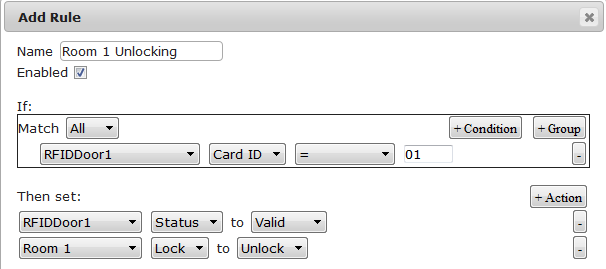 Add Rule
Name Room 1 Unlocking
Enabled
If:
Match All + Condition + Group
RFIDDoor1 Card ID = 01 -
Then set: + Action
RFIDDoor1 Status to Valid -
Room 1 Lock to Unlock -